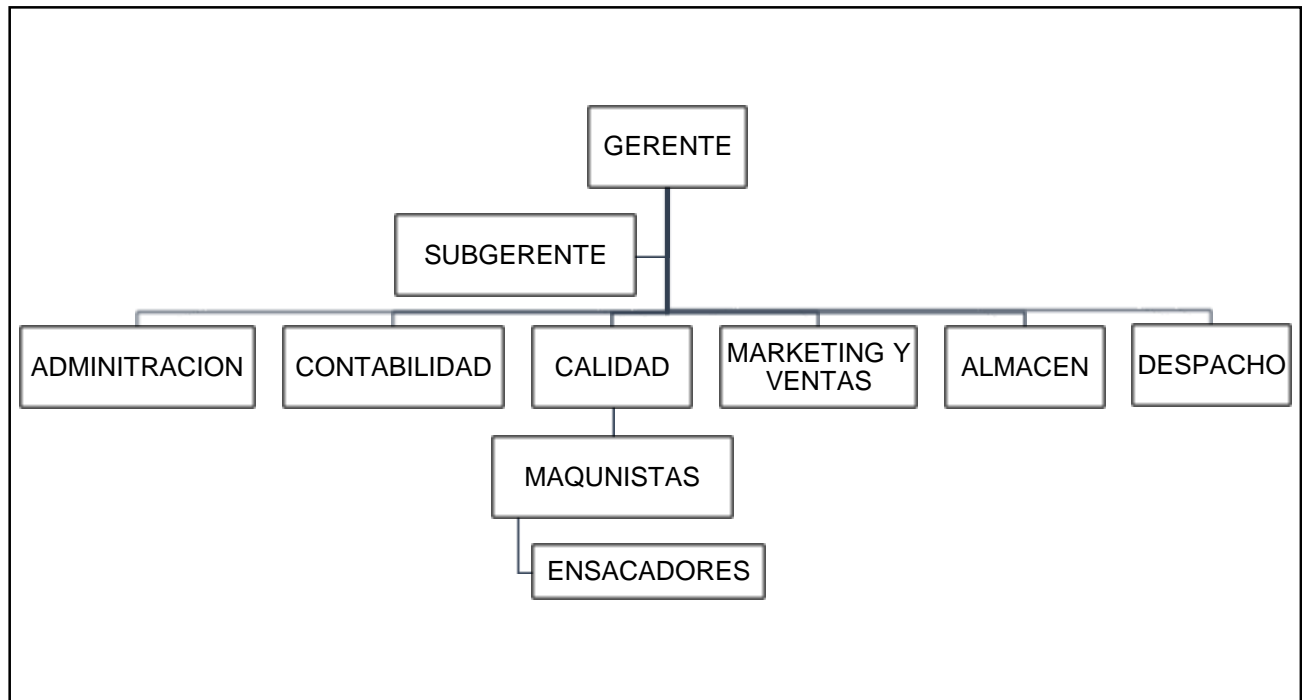 GERENTE
SUBGERENTE
ADMINITRACION
CONTABILIDAD
CALIDAD
MARKETING Y
VENTAS
ALMACEN
DESPACHO
MAQUNISTAS
ENSACADORES